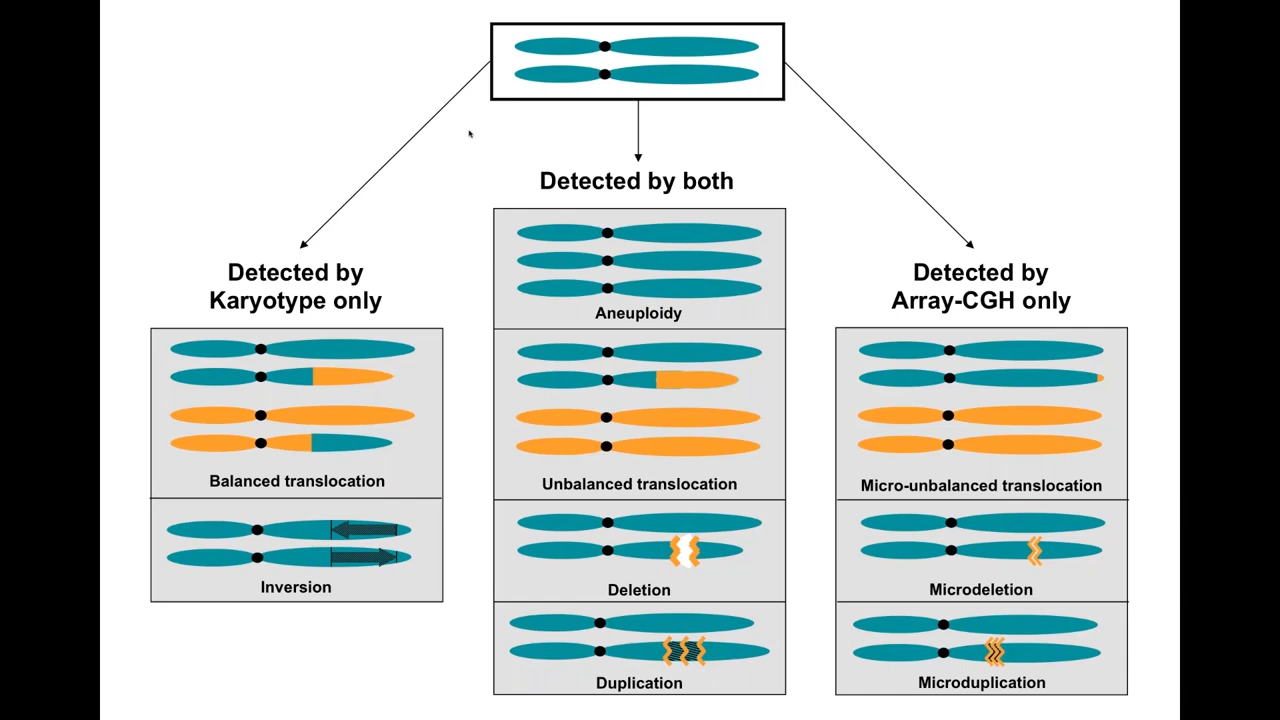 Detected by both
Detected by
Karyotype only
Detected by
Array-CGH only
Aneuploidy
Balanced translocation
Unbalanced translocation
Micro-unbalanced translocation
Inversion
Deletion
Microdeletion
Duplication
Microduplication